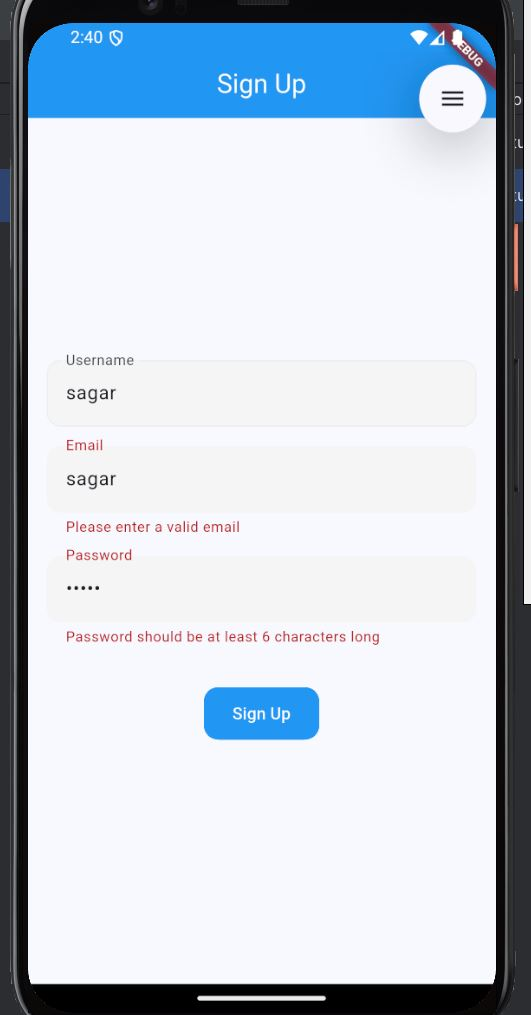 2:40
DEBUG
Sign Up
Username
sagar
Email
sagar
Please enter a valid email
Password
•••••
Password should be at least 6 characters long
Sign Up